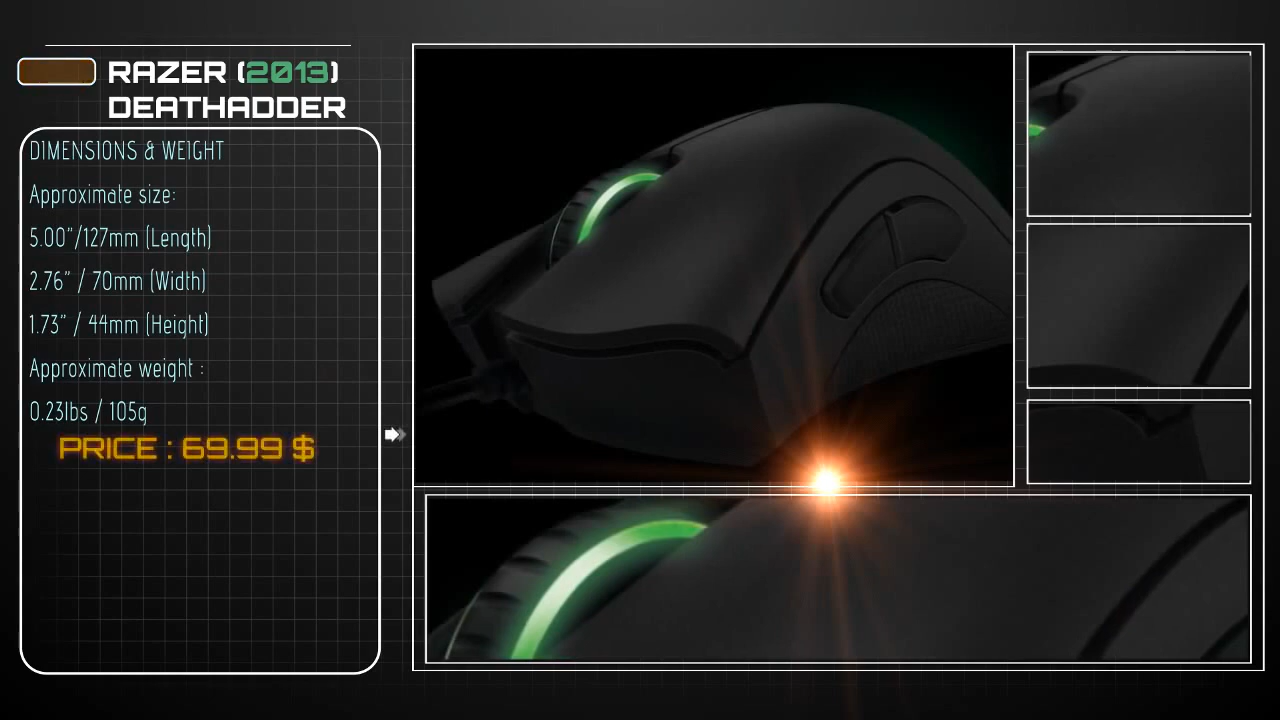 RAZER (2013)
DEATHADDER
DIMENSIONS & WEIGHT
Approximate size:
5.00"/127mm (Length)
2.76" / 70mm (Width)
1.73" / 44mm (Height)
Approximate weight :
0.23lbs / 105g
PRICE : 69.99 $